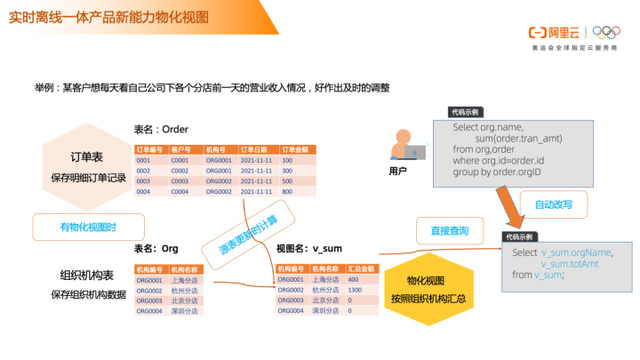 实时离线一体产品新能力物化视图
阿里云
奥运会全球指定云服务商
举例：某客户想每天看自己公司下各个分店前一天的营业收入情况，好作出及时的调整
表名：Order
订单编号 客户号 机构号 订单日期 订单金额
0001 C0001 ORG0001 2021-11-11 100
0002 C0002 ORG0001 2021-11-11 300
0003 C0003 ORG0002 2021-11-11 500
0004 C0004 ORG0002 2021-11-11 800
订单表
保存明细订单记录
用户
代码示例
Select org.name,
sum(order.tran_amt)
from org,order
where org.id=order.id
group by order.orgID
自动改写
有物化视图时
源表更新时计算
直接查询
表名：Org
机构编号 机构名称
ORG0001 上海分店
ORG0002 杭州分店
ORG0003 北京分店
ORG0004 深圳分店
组织机构表
保存组织机构数据
视图名：v_sum
机构编号 机构名称 汇总金额
ORG0001 上海分店 400
ORG0002 杭州分店 1300
ORG0003 北京分店 0
ORG0004 深圳分店 0
物化视图
按照组织机构汇总
代码示例
Select v_sum.orgName,
v_sum.totAmt
from v_sum;